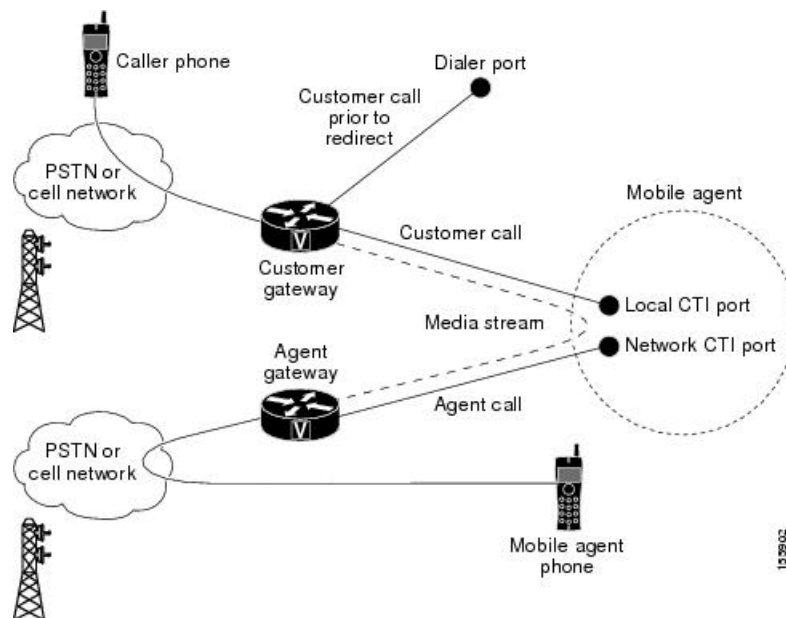 Caller phone
Dialer port
Customer call
prior to
redirect
PSTN or
cell network
Mobile agent
V
Customer call
Customer
gateway
Local CTI port
Media stream
Network CTI port
Agent
gateway
V
Agent call
PSTN or
cell network
Mobile agent
phone
155902